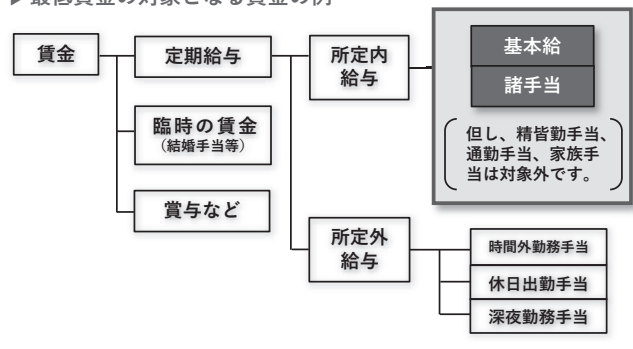 ▶最低賃金の対象となる賃金の例
賃金
定期給与
臨時の賃金
（結婚手当等）
賞与など
所定内
給与
基本給
諸手当
但し、精皆勤手当、
通勤手当、家族手
当は対象外です。
所定外
給与
時間外勤務手当
休日出勤手当
深夜勤務手当